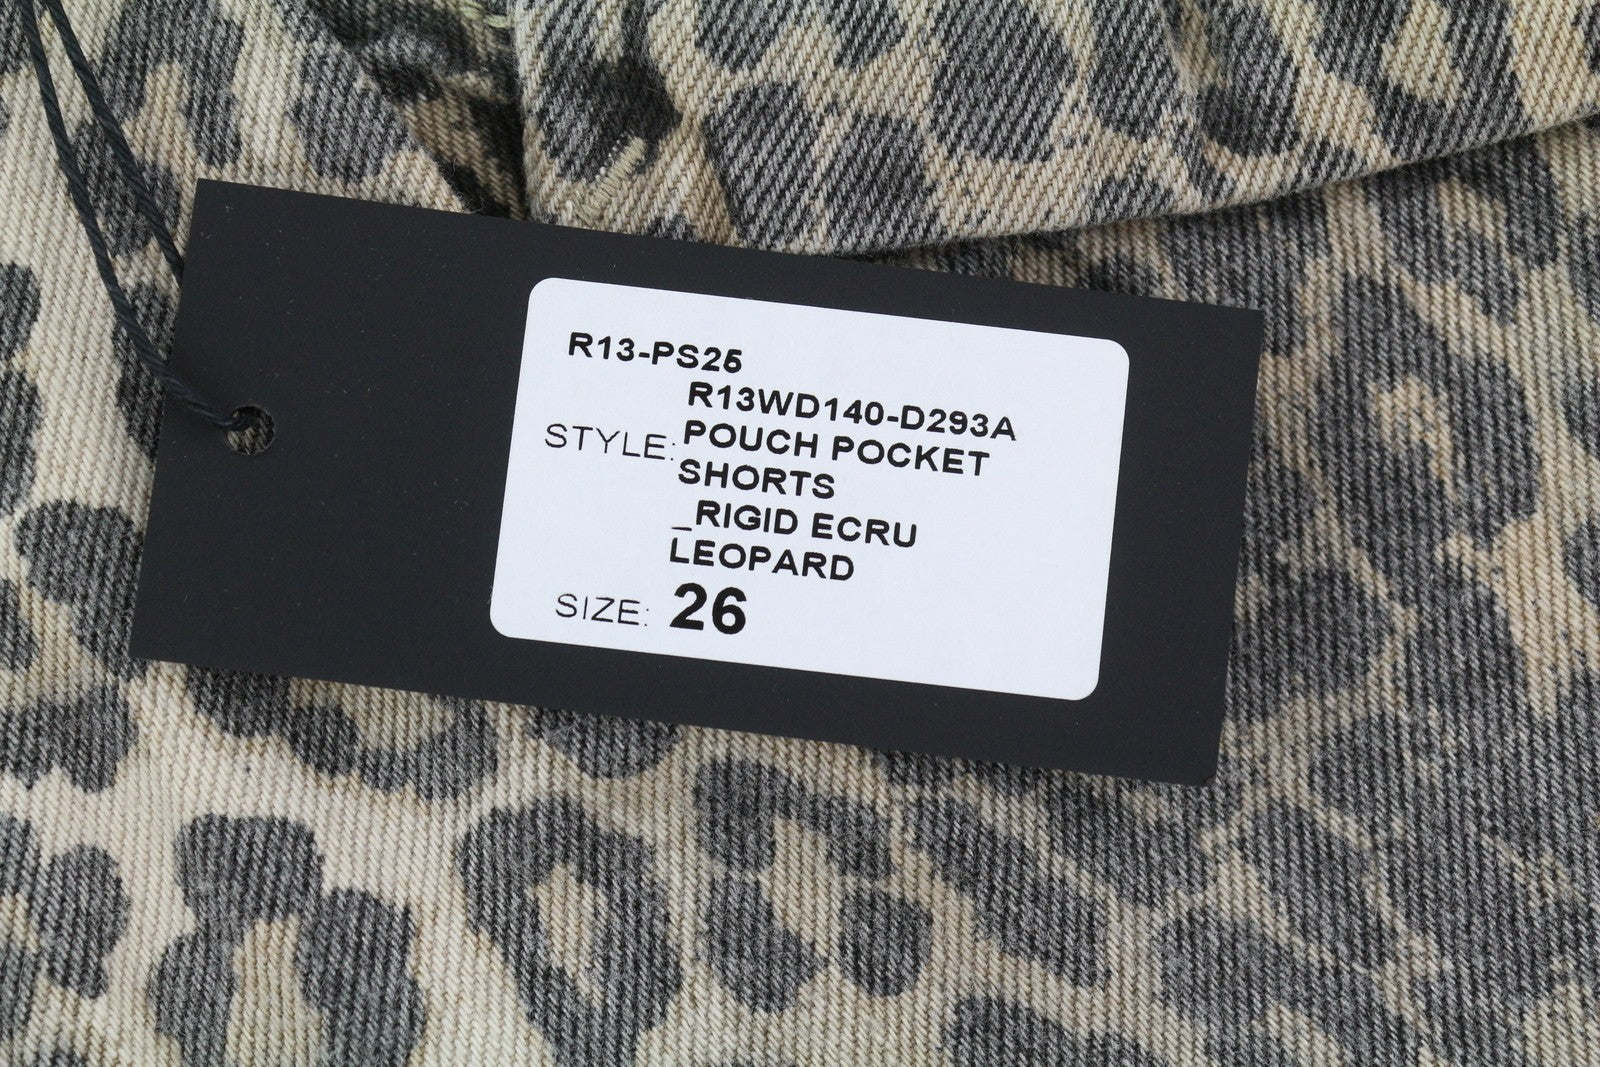 R13-PS25
R13WD140-D293A
STYLE: POUCH POCKET
SHORTS
_RIGID ECRU
LEOPARD
SIZE: 26